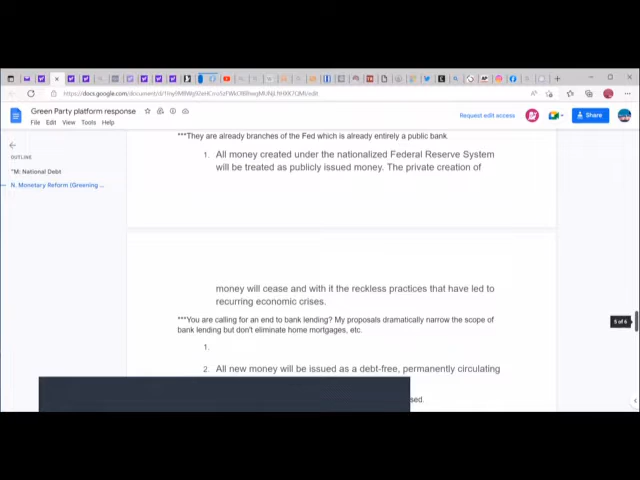 Green Party platform response
File Edit View Tools Help
Request edit access
Share
OUTLINE
"M: National Debt
N. Monetary Reform (Greening ...
***They are already branches of the Fed which is already entirely a public bank.
1. All money created under the nationalized Federal Reserve System
will be treated as publicly issued money. The private creation of
money will cease and with it the reckless practices that have led to
recurring economic crises.
***You are calling for an end to bank lending? My proposals dramatically narrow the scope of
bank lending but don't eliminate home mortgages, etc.
5 of 6
1.
2. All new money will be issued as a debt-free, permanently circulating
sed.